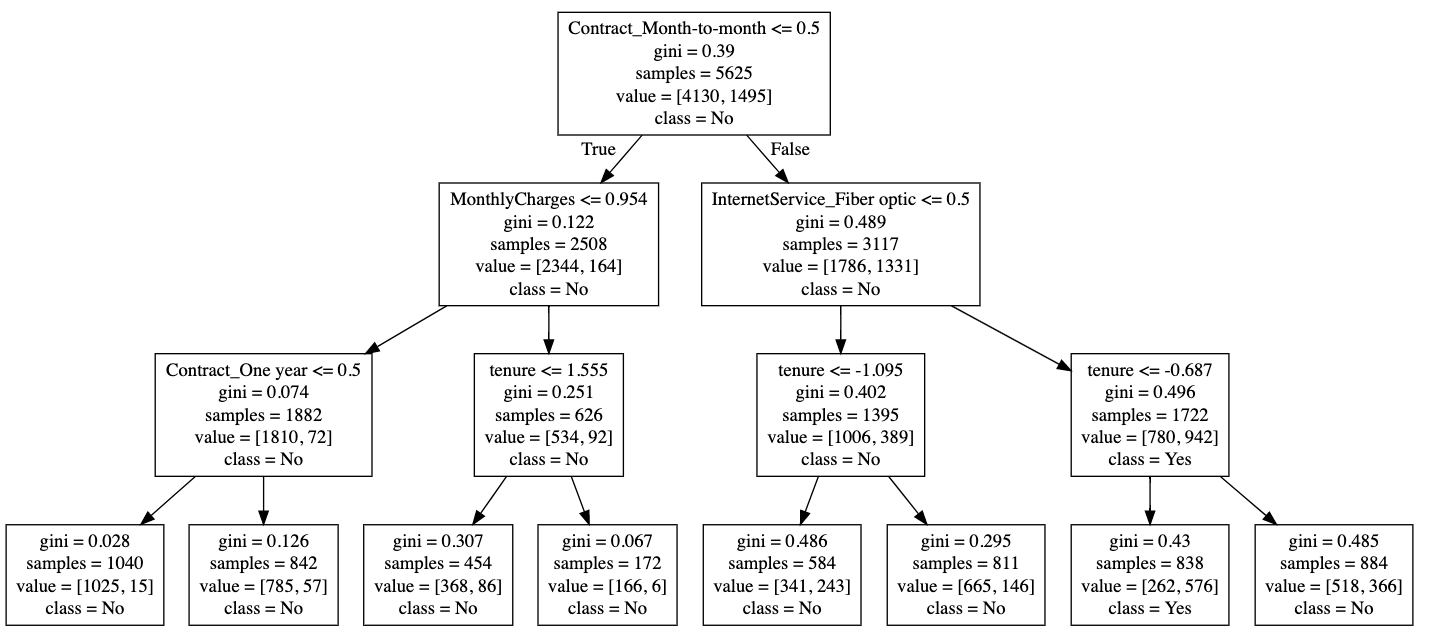 Contract_Month-to-month <= 0.5
gini = 0.39
samples = 5625
value = [4130, 1495]
class = No
True
False
MonthlyCharges <= 0.954
gini = 0.122
samples = 2508
value = [2344, 164]
class = No
InternetService_Fiber optic <= 0.5
gini = 0.489
samples = 3117
value = [1786, 1331]
class = No
Contract_One year <= 0.5
gini = 0.074
samples = 1882
value = [1810, 72]
class = No
tenure <= 1.555
gini = 0.251
samples = 626
value = [534, 92]
class = No
tenure <= -1.095
gini = 0.402
samples = 1395
value = [1006, 389]
class = No
tenure <= -0.687
gini = 0.496
samples = 1722
value = [780, 942]
class = Yes
gini = 0.028
samples = 1040
value = [1025, 15]
class = No
gini = 0.126
samples = 842
value = [785, 57]
class = No
gini = 0.307
samples = 454
value = [368, 86]
class = No
gini = 0.067
samples = 172
value = [166, 6]
class = No
gini = 0.486
samples = 584
value = [341, 243]
class = No
gini = 0.295
samples = 811
value = [665, 146]
class = No
gini = 0.43
samples = 838
value = [262, 576]
class = Yes
gini = 0.485
samples = 884
value = [518, 366]
class = No